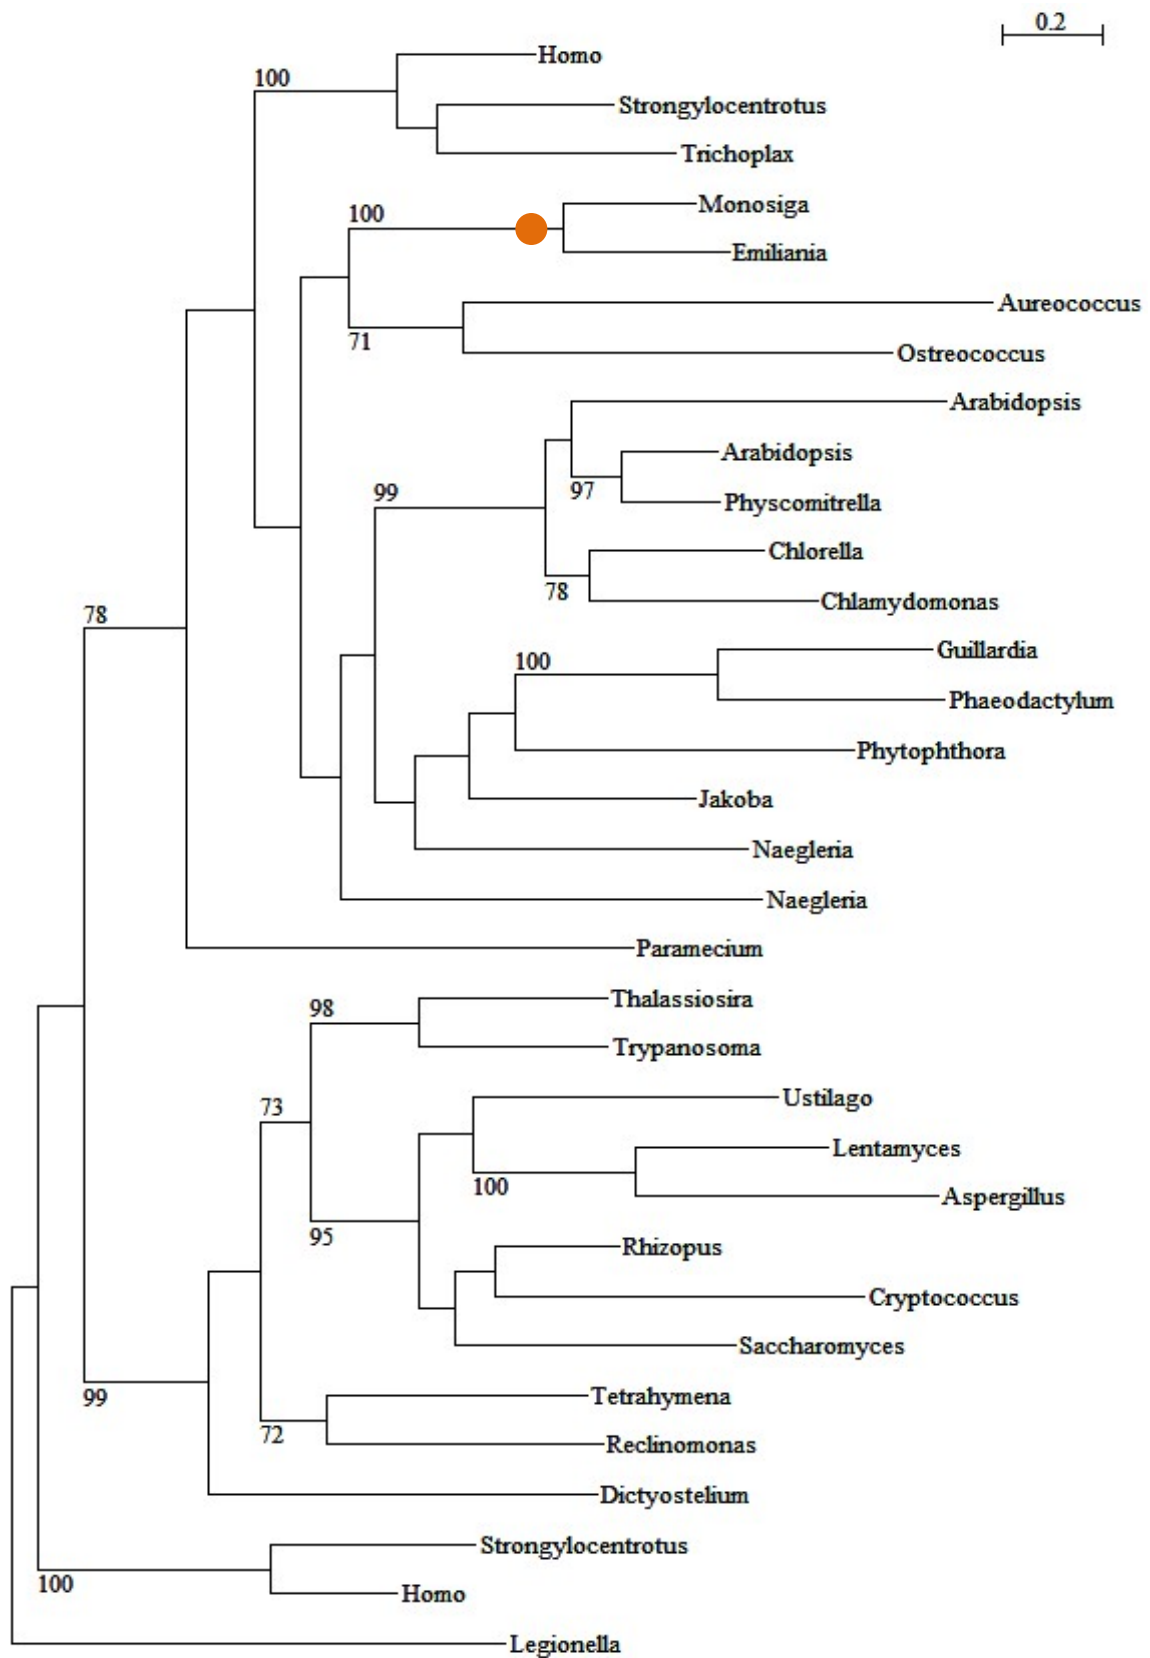 0.2
Homo
100
Strongylocentrotus
Trichoplax
Monosiga
100
Emiliania
Aureococcus
71
Ostreococcus
Arabidopsis
Arabidopsis
97
99
Physcomitrella
Chlorella
78
Chlamydomonas
78
Guillardia
100
Phaeodactylum
Phytophthora
Jakoba
Naegleria
Naegleria
Paramecium
Thalassiosira
98
Trypanosoma
Ustilago
73
Lentamyces
100
Aspergillus
95
Rhizopus
Cryptococcus
Saccharomyces
99
Tetrahymena
72
Reclinomonas
Dictyostelium
Strongylocentrotus
100
Homo
Legionella